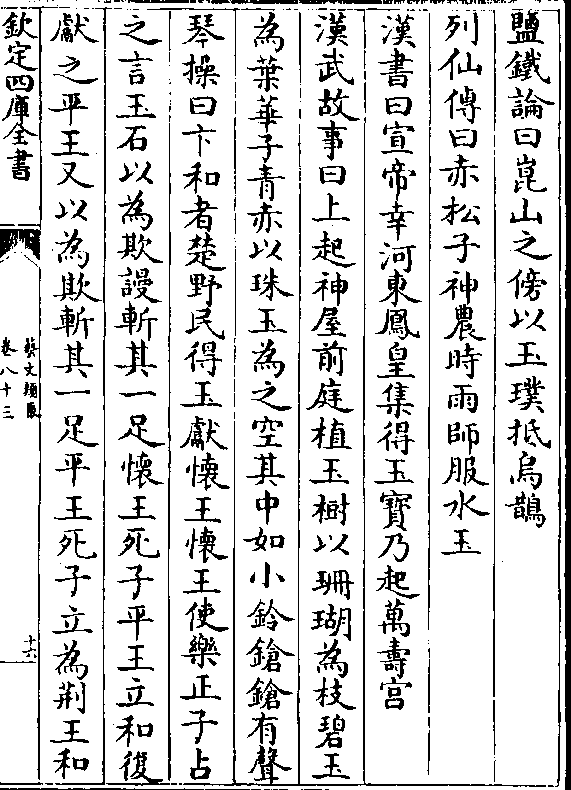 鹽鐵論曰崑山之傍以玉璞抵烏鵲
列仙傳曰赤松子神農時雨師服水玉
漢書曰宣帝幸河東鳳皇集得玉寶乃起萬壽宫
漢武故事曰上起神屋前庭植玉樹以珊瑚為枝碧玉
為葉華子青赤以珠玉為之空其中如小鈴鎗鎗有聲
琴操曰卞和者楚野民得玉獻懷王懷王使樂正子占
之言玉石以為欺謾斬其一足懷王死子平王立和復
獻之平王又以為欺斬其一足平王死子立為荆王和
欽定四庫全書
藝文類聚
卷八十三
十六